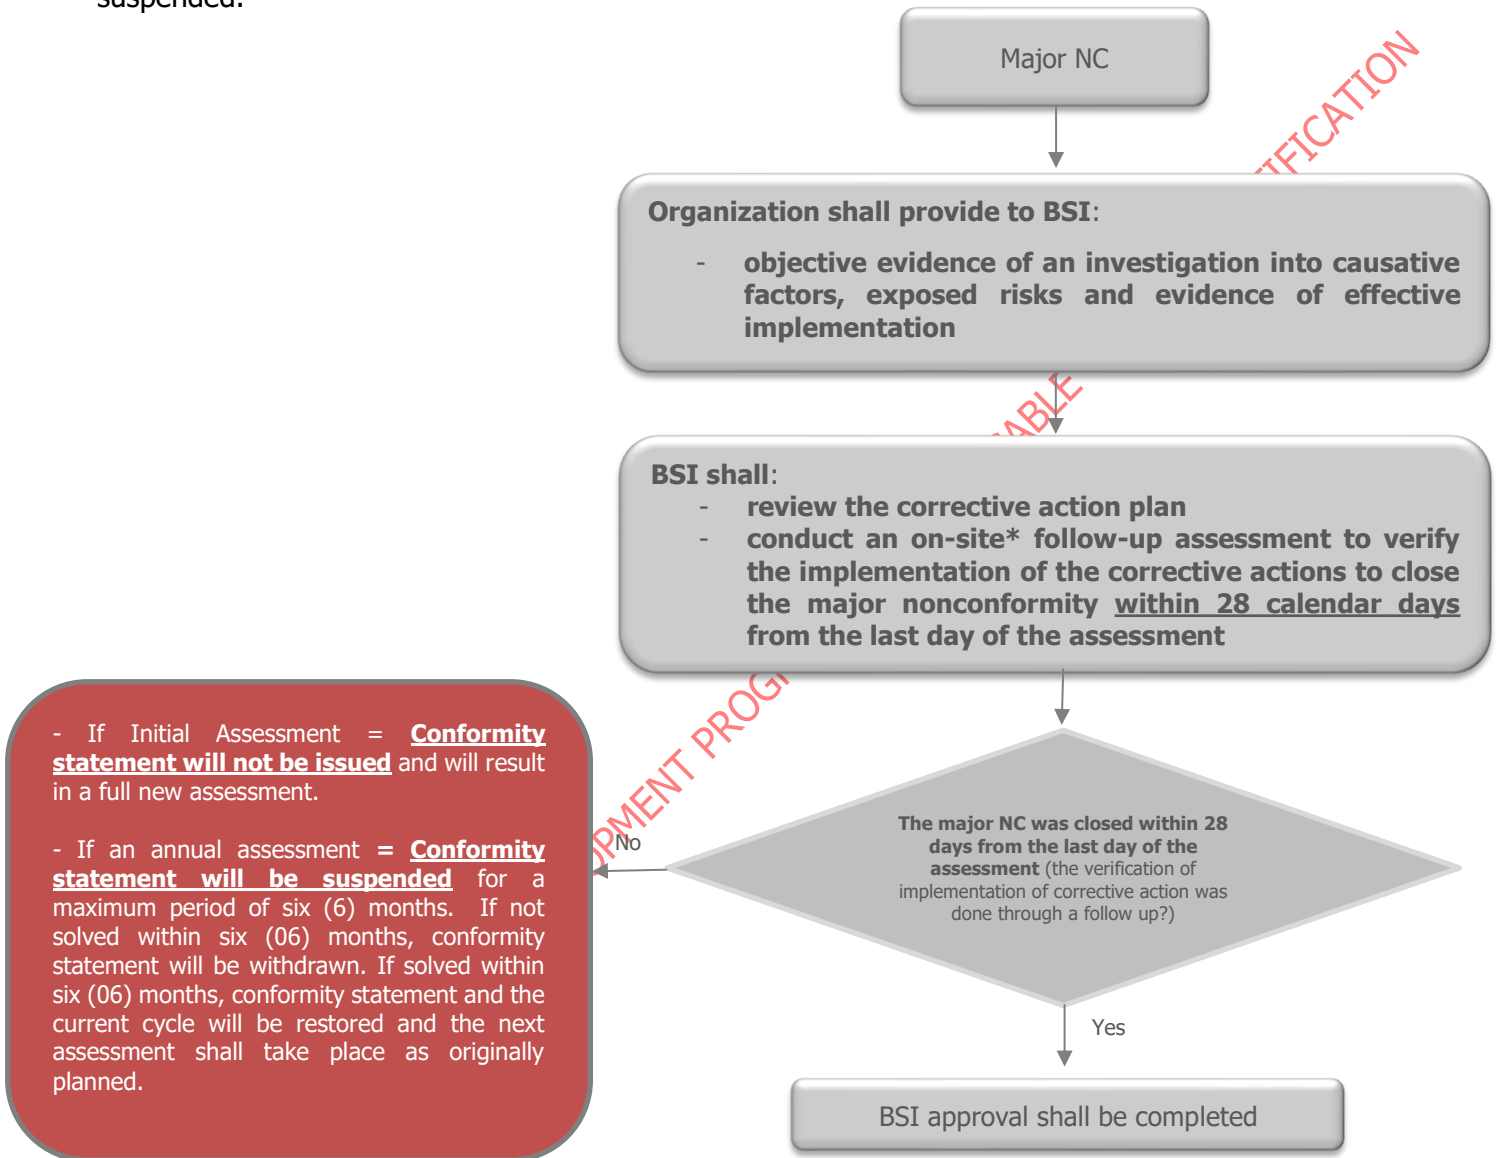 suspended.
Major NC
Organization shall provide to BSI:
- objective evidence of an investigation into causative
factors, exposed risks and evidence of effective
implementation
BSI shall:
- review the corrective action plan
- conduct an on-site* follow-up assessment to verify
the implementation of the corrective actions to close
the major nonconformity within 28 calendar days
from the last day of the assessment
The major NC was closed within 28
days from the last day of the
assessment (the verification of
implementation of corrective action was
done through a follow up?)
No
- If Initial Assessment = Conformity
statement will not be issued and will result
in a full new assessment.
- If an annual assessment = Conformity
statement will be suspended for a
maximum period of six (6) months. If not
solved within six (06) months, conformity
statement will be withdrawn. If solved within
six (06) months, conformity statement and the
current cycle will be restored and the next
assessment shall take place as originally
planned.
Yes
BSI approval shall be completed